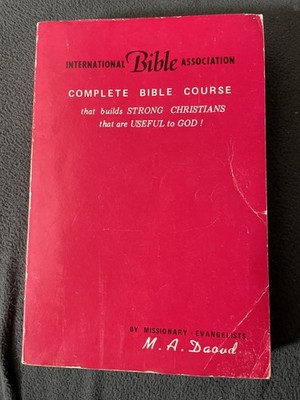 INTERNATIONAL Bible ASSOCIATION
COMPLETE BIBLE COURSE
that builds STRONG CHRISTIANS
that are USEFUL to GOD!
BY MISSIONARY - EVANGELISTS
M. A. Daoud